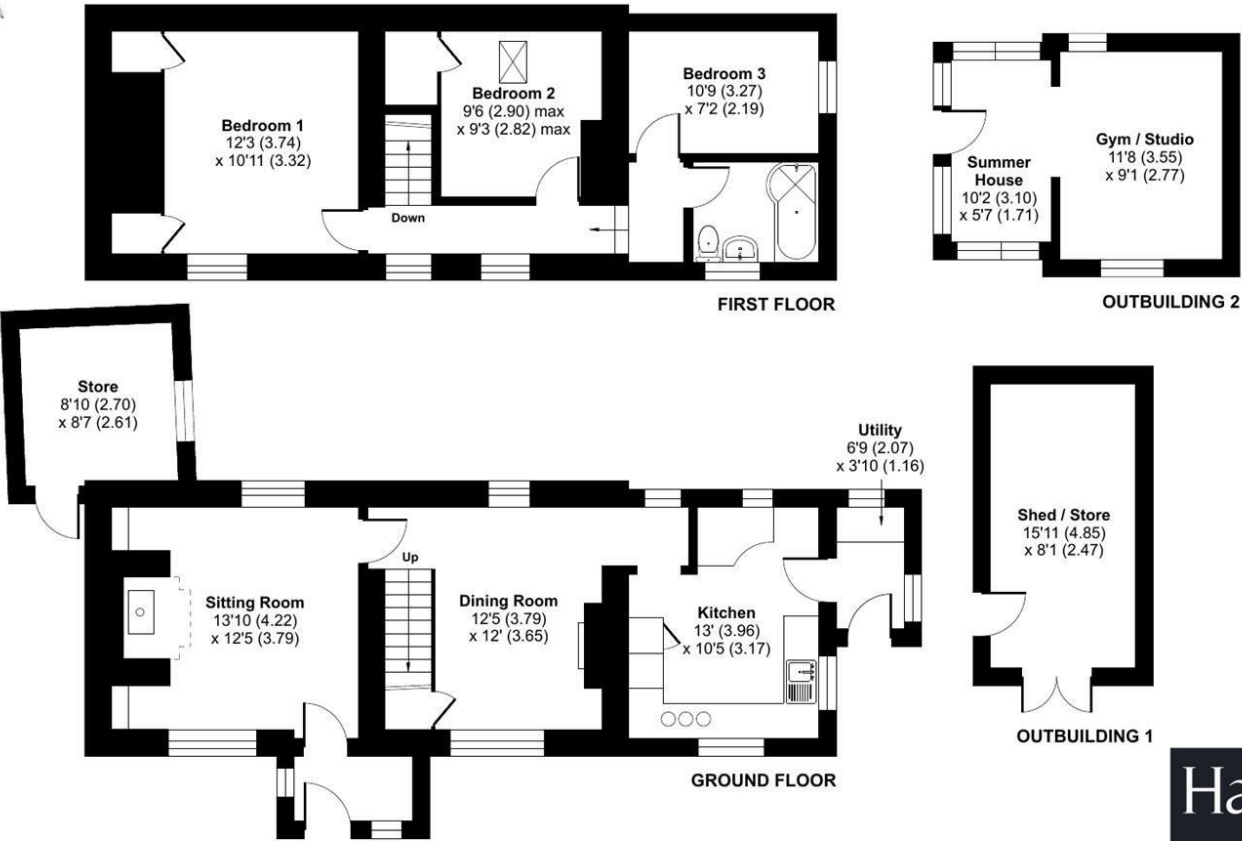 Bedroom 1
12'3 (3.74)
x 10'11 (3.32)
Bedroom 2
9'6 (2.90) max
x 9'3 (2.82) max
Bedroom 3
10'9 (3.27)
x 7'2 (2.19)
Down
FIRST FLOOR
Summer
House
10'2 (3.10)
x 5'7 (1.71)
Gym / Studio
11'8 (3.55)
x 9'1 (2.77)
OUTBUILDING 2
Store
8'10 (2.70)
x 8'7 (2.61)
Utility
6'9 (2.07)
x 3'10 (1.16)
Sitting Room
13'10 (4.22)
x 12'5 (3.79)
Up
Dining Room
12'5 (3.79)
x 12' (3.65)
Kitchen
13' (3.96)
x 10'5 (3.17)
GROUND FLOOR
Shed / Store
15'11 (4.85)
x 8'1 (2.47)
OUTBUILDING 1